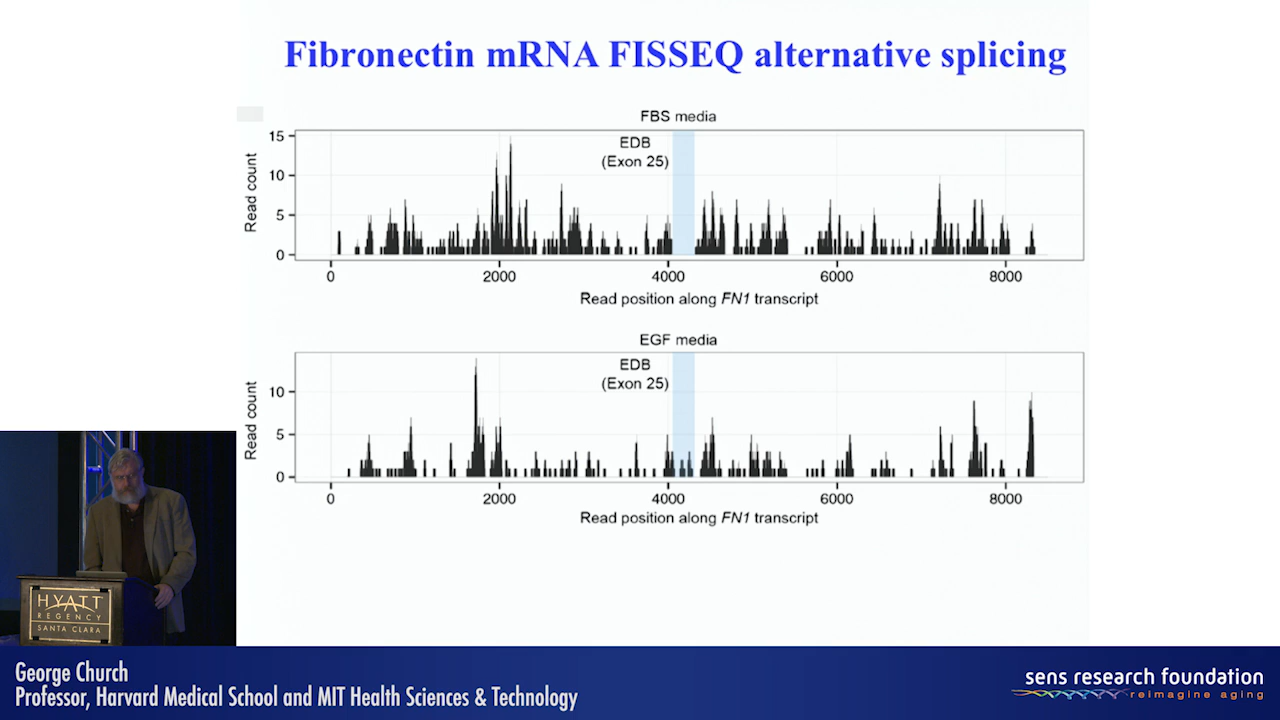 Fibronectin mRNA FISSEQ alternative splicing
FBS media
EDB
(Exon 25)
Read count
15
10
5
0
0 2000 4000 6000 8000
Read position along FN1 transcript
EGF media
EDB
(Exon 25)
Read count
10
5
0
0 2000 4000 6000 8000
Read position along FN1 transcript
HYATT
REGENCY
SANTA CLARA
George Church
Professor, Harvard Medical School and MIT Health Sciences & Technology
sens research foundation
reimagine aging